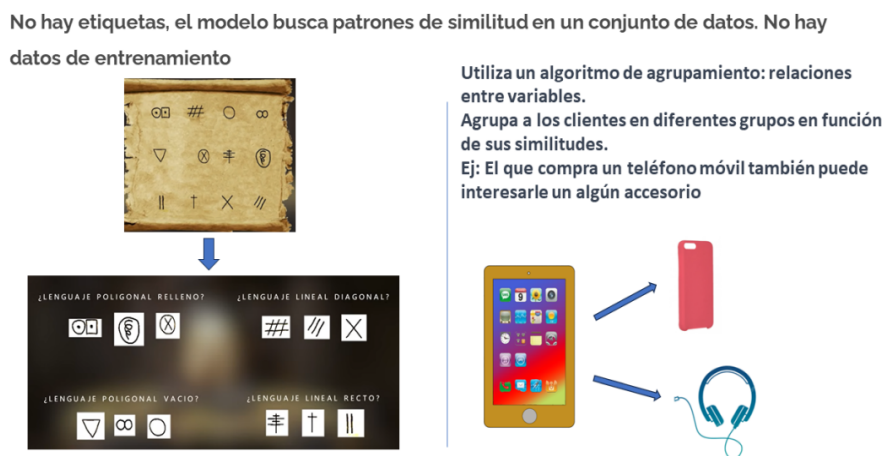 No hay etiquetas, el modelo busca patrones de similitud en un conjunto de datos. No hay
datos de entrenamiento
¿LENGUAJE POLIGONAL RELLENO?
¿LENGUAJE LINEAL DIAGONAL?
¿LENGUAJE POLIGONAL VACIO?
¿LENGUAJE LINEAL RECTO?
Utiliza un algoritmo de agrupamiento: relaciones
entre variables.
Agrupa a los clientes en diferentes grupos en función
de sus similitudes.
Ej: El que compra un teléfono móvil también puede
interesarle un algún accesorio